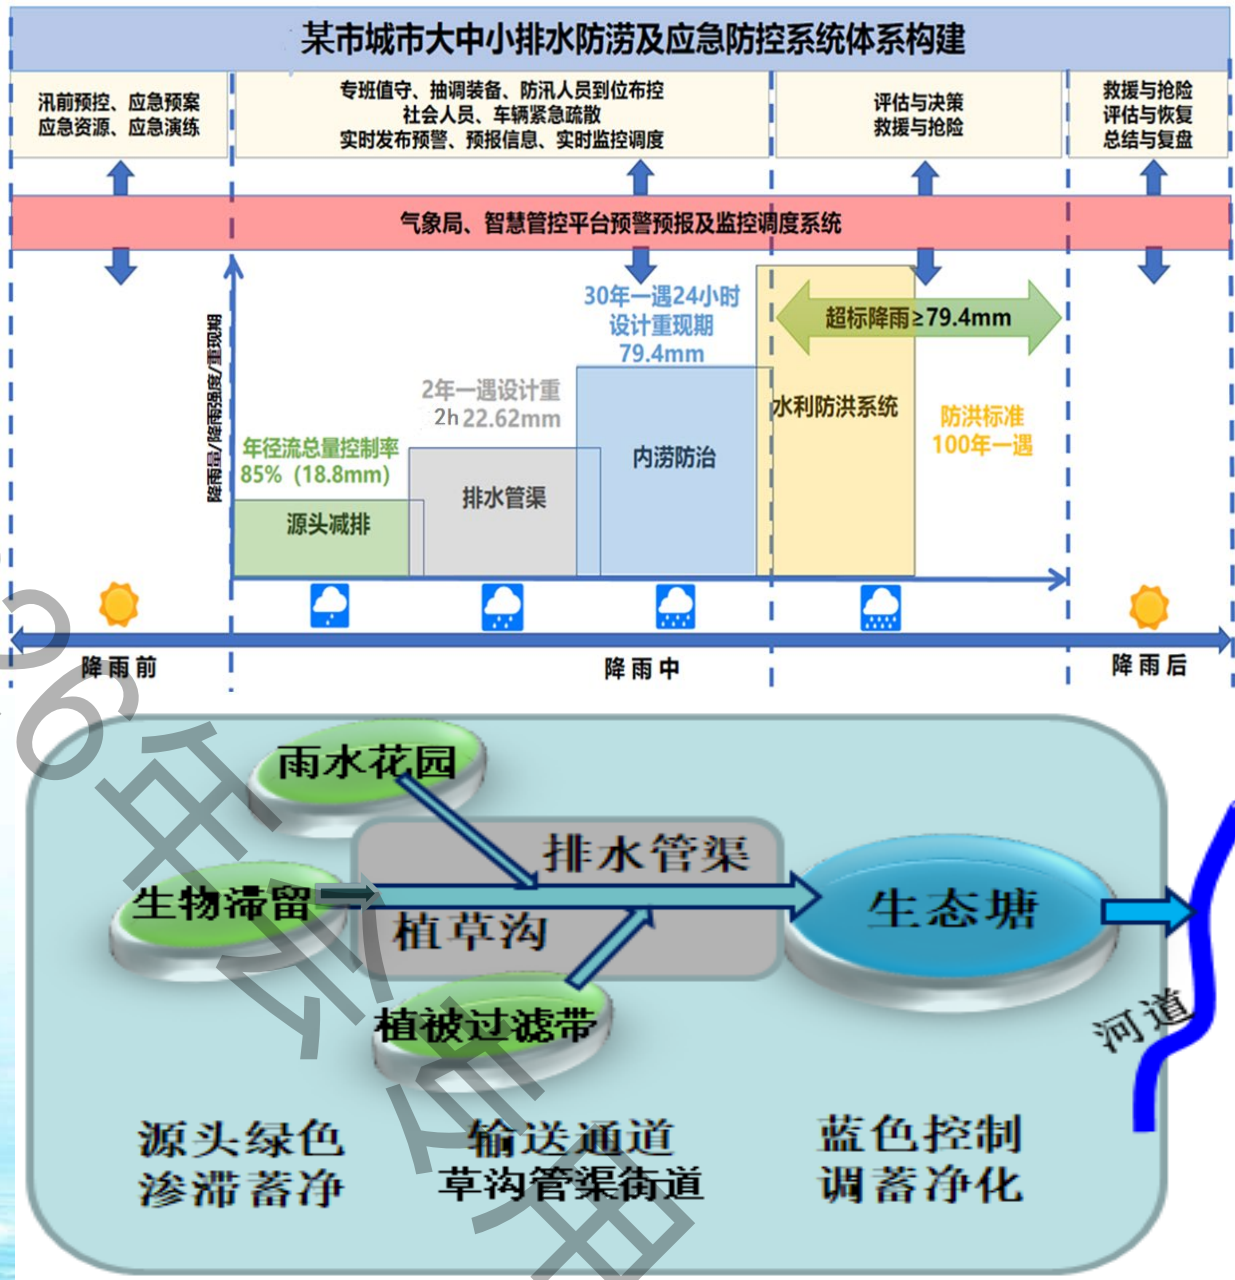 某市城市大中小排水防涝及应急防控系统体系构建
汛前预控、应急预案
应急资源、应急演练
专班值守、抽调装备、防汛人员到位布控
社会人员、车辆紧急疏散
实时发布预警、预报信息、实时监控调度
评估与决策
救援与抢险
救援与抢险
评估与恢复
总结与复盘
气象局、智慧管控平台预警预报及监控调度系统
降雨量/降雨强度/重现期
年径流总量控制率
85%（18.8mm）
源头减排
2年一遇设计重
2h 22.62mm
排水管渠
30年一遇24小时
设计重现期
79.4mm
内涝防治
超标降雨≥79.4mm
水利防洪系统
防洪标准
100年一遇
降雨前
降雨中
降雨后
雨水花园
排水管渠
生物滞留
植草沟
生态塘
植被过滤带
河道
源头绿色
渗滞蓄净
输送通道
草沟管渠街道
蓝色控制
调蓄净化